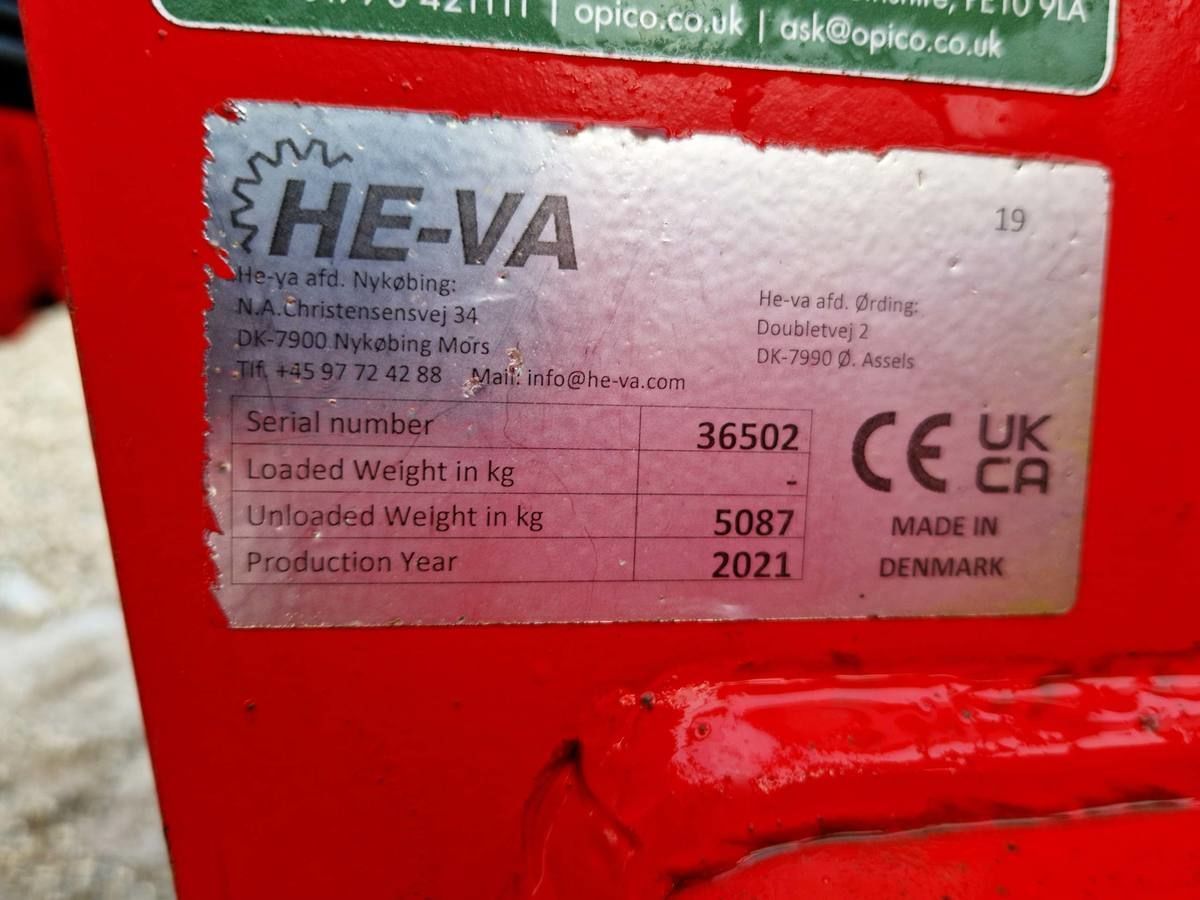 opico.co.uk | ask@opico.co.uk
PE10 9LA
HE-VA
19
He-va afd. Nykøbing:
N.A.Christensensvej 34
DK-7900 Nykøbing Mors
Tlf. +45 97 72 42 88 Mail: info@he-va.com
He-va afd. Ørding:
Doubletvej 2
DK-7990 Ø. Assels
Serial number 36502
Loaded Weight in kg -
Unloaded Weight in kg 5087
Production Year 2021
CE UK
CA
MADE IN
DENMARK